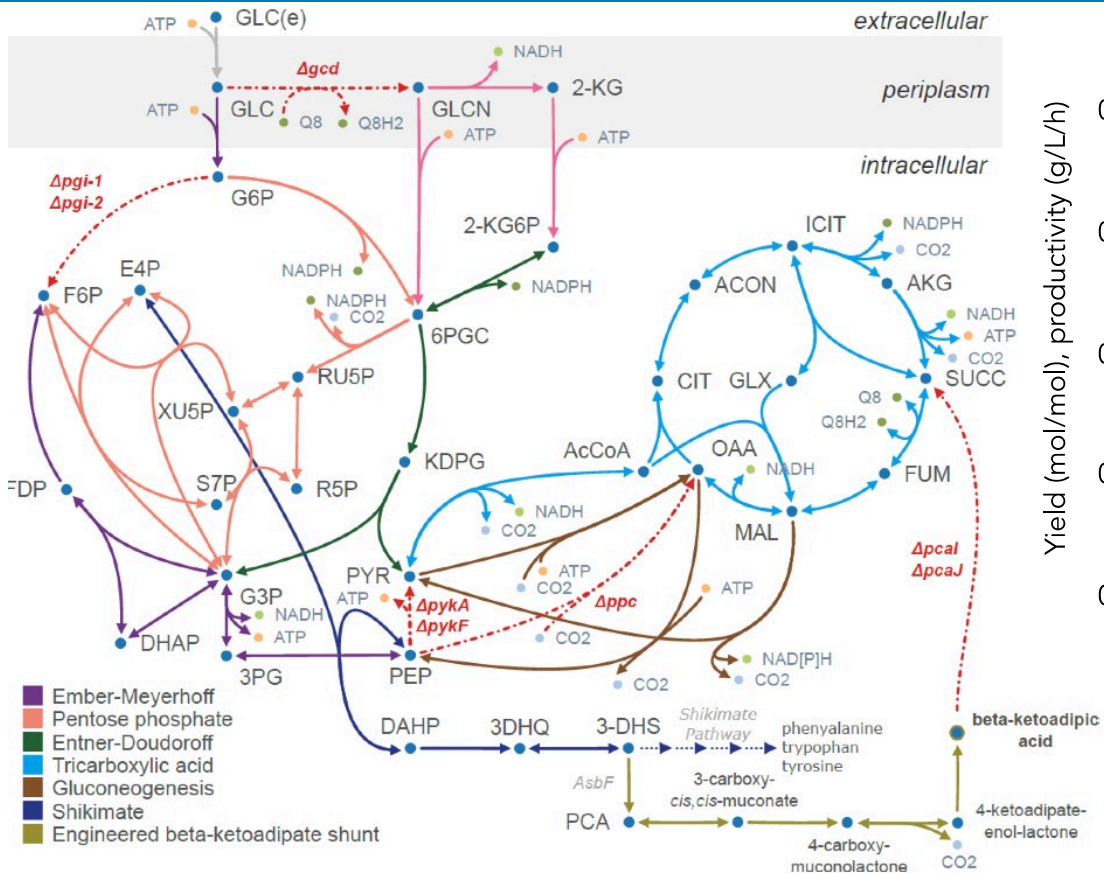 GLC(e)
extracellular
ATP
NADH
Δgcd
GLC
GLCN
2-KG
periplasm
ATP
Q8
Q8H2
ATP
ATP
intracellular
Δpgi-1
Δpgi-2
G6P
2-KG6P
ICIT
NADPH
CO2
E4P
NADPH
NADPH
ACON
AKG
F6P
NADPH
CO2
6PGC
NADH
ATP
CO2
RU5P
CIT
GLX
SUCC
XU5P
Q8
Q8H2
AcCoA
OAA
KDPG
NADH
FUM
FDP
S7P
R5P
NADH
CO2
MAL
PYR
ATP
CO2
ATP
Δpcal
ΔpcaJ
G3P
NADH
ATP
ATP
ΔpykA
ΔpykF
Δppc
CO2
DHAP
3PG
PEP
NAD[P]H
CO2
CO2
Ember-Meyerhoff
Pentose phosphate
Entner-Doudoroff
Tricarboxylic acid
Gluconeogenesis
Shikimate
Engineered beta-ketoadipate shunt
DAHP
3DHQ
3-DHS
Shikimate
Pathway
phenyalanine
trypophan
tyrosine
beta-ketoadipic
acid
AsbF
3-carboxy-
cis,cis-muconate
PCA
4-carboxy-
muconolactone
4-ketoadipate-
enol-lactone
CO2
Yield (mol/mol), productivity (g/L/h)